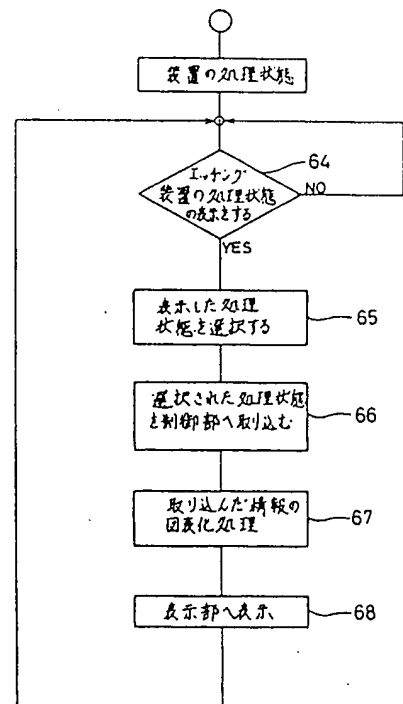 装置の処理状態
エッチング
装置の処理状態
の表示をする
64
NO
YES
表示した処理
状態を選択する
65
選択された処理状態
を制御部へ取り込む
66
取り込んだ情報の
図表化処理
67
表示部へ表示
68